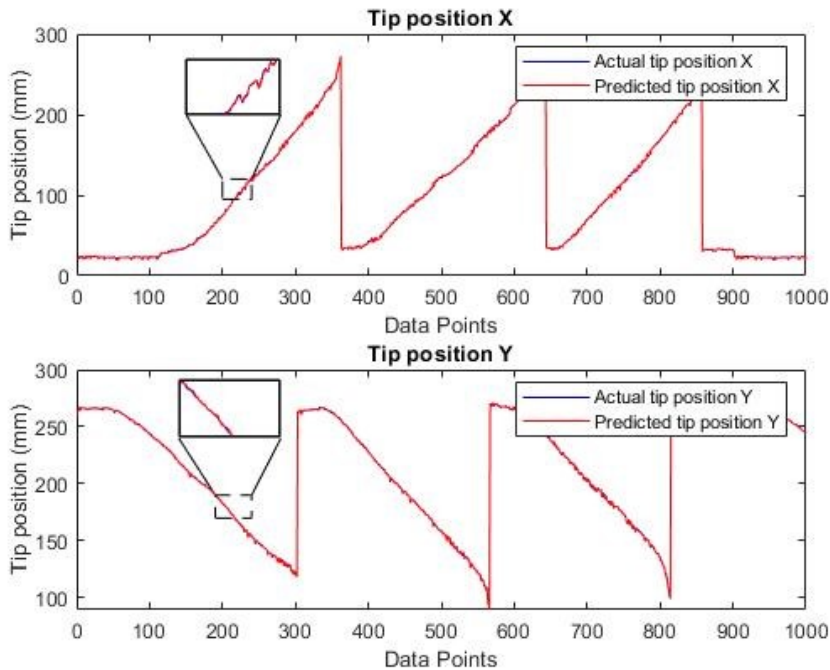 Tip position X
300
200
100
0
Tip position (mm)
Actual tip position X
Predicted tip position X
0 100 200 300 400 500 600 700 800 900 1000
Data Points
Tip position Y
300
250
200
150
100
Tip position (mm)
Actual tip position Y
Predicted tip position Y
0 100 200 300 400 500 600 700 800 900 1000
Data Points